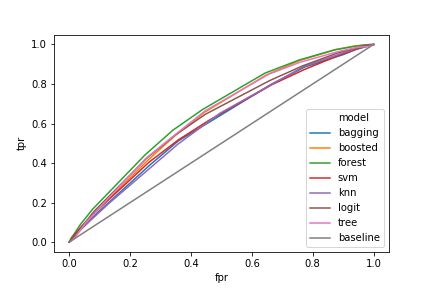 1.0
0.8
0.6
0.4
0.2
0.0
tpr
model
bagging
boosted
forest
svm
knn
logit
tree
baseline
0.0 0.2 0.4 0.6 0.8 1.0
fpr